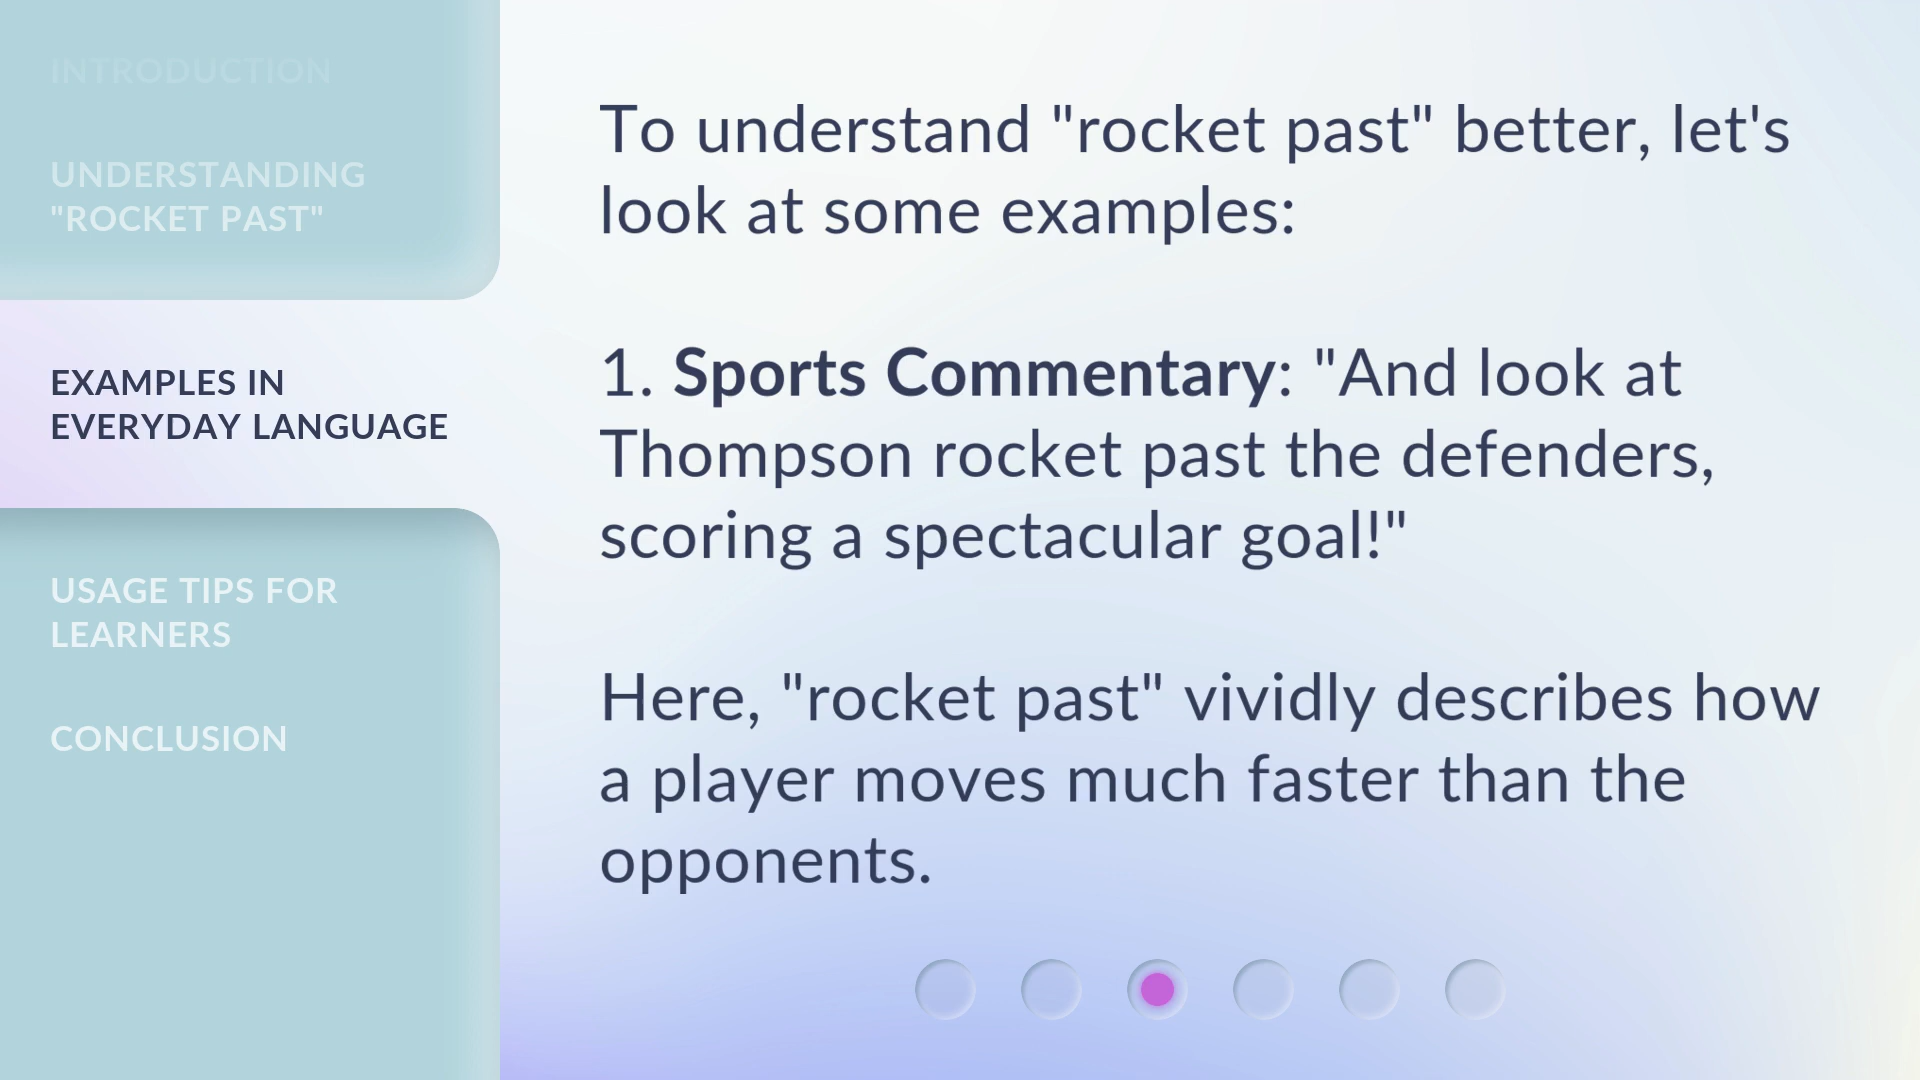 INTRODUCTION
UNDERSTANDING
"ROCKET PAST"
EXAMPLES IN
EVERYDAY LANGUAGE
USAGE TIPS FOR
LEARNERS
CONCLUSION
To understand "rocket past" better, let's
look at some examples:
1. Sports Commentary: "And look at
Thompson rocket past the defenders,
scoring a spectacular goal!"
Here, "rocket past" vividly describes how
a player moves much faster than the
opponents.